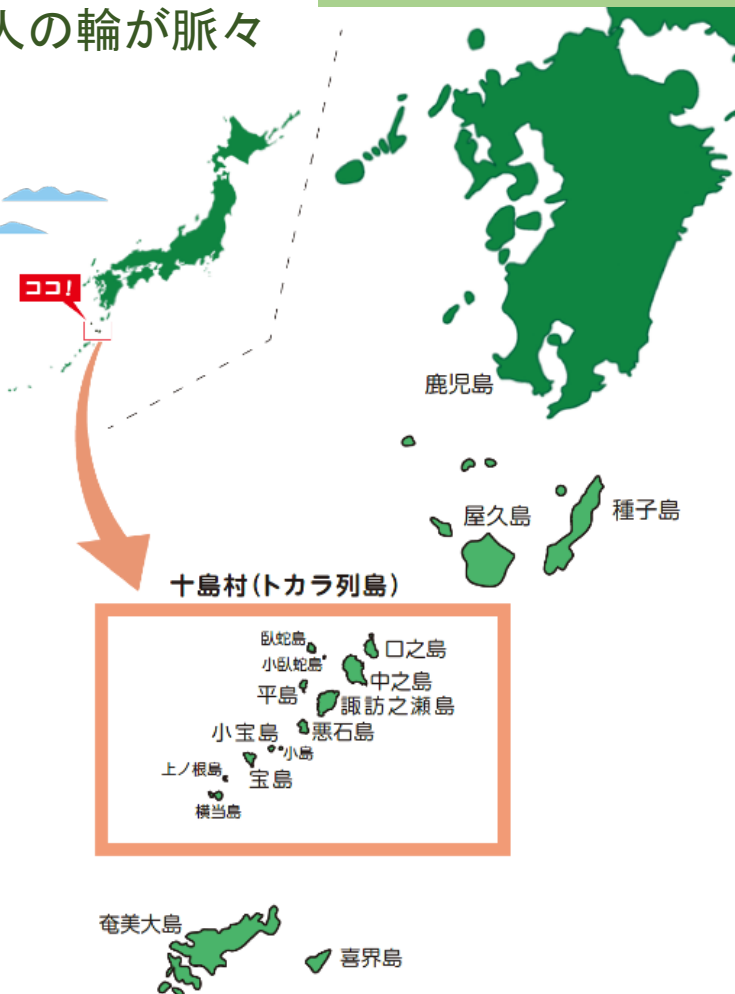 人の輪が脈々
ココ!
鹿児島
屋久島
種子島
十島村(トカラ列島)
臥蛇島
口之島
小臥蛇島
中之島
平島
諏訪之瀬島
小宝島
悪石島
小島
上ノ根島
宝島
横当島
奄美大島
喜界島